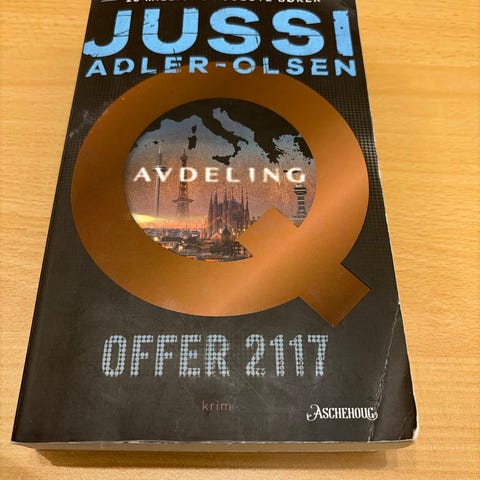 JUSSI
ADLER-OLSEN
AVDELING
Q
OFFER 2117
krim
ASCHEHOUG